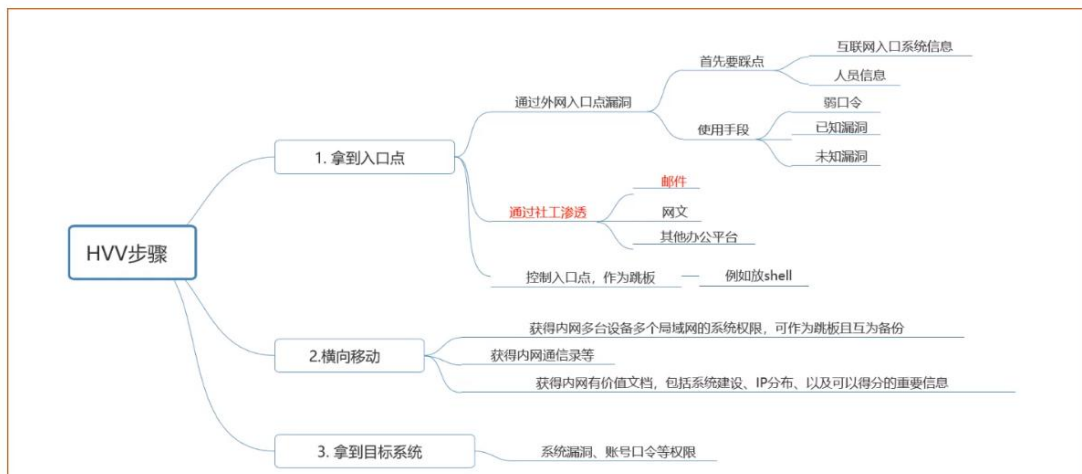 HVV步骤
1. 拿到入口点
通过外网入口点漏洞
首先要踩点
互联网入口系统信息
人员信息
使用手段
弱口令
已知漏洞
未知漏洞
通过社工渗透
邮件
网文
其他办公平台
控制入口点，作为跳板
例如放shell
2.横向移动
获得内网多台设备多个局域网的系统权限，可作为跳板且互为备份
获得内网通信录等
获得内网有价值文档，包括系统建设、IP分布、以及可以得分的重要信息
3. 拿到目标系统
系统漏洞、账号口令等权限